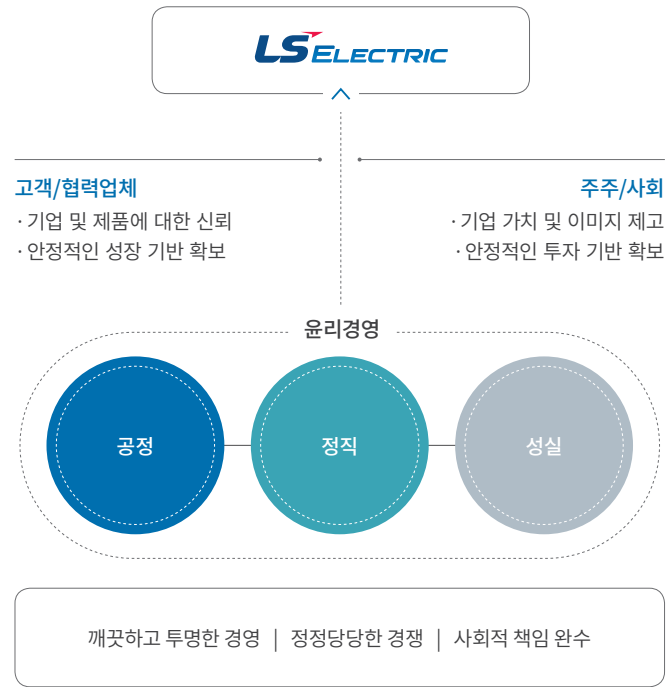 LS ELECTRIC
고객/협력업체
· 기업 및 제품에 대한 신뢰
· 안정적인 성장 기반 확보
주주/사회
· 기업 가치 및 이미지 제고
· 안정적인 투자 기반 확보
윤리경영
공정
정직
성실
깨끗하고 투명한 경영 | 정정당당한 경쟁 | 사회적 책임 완수